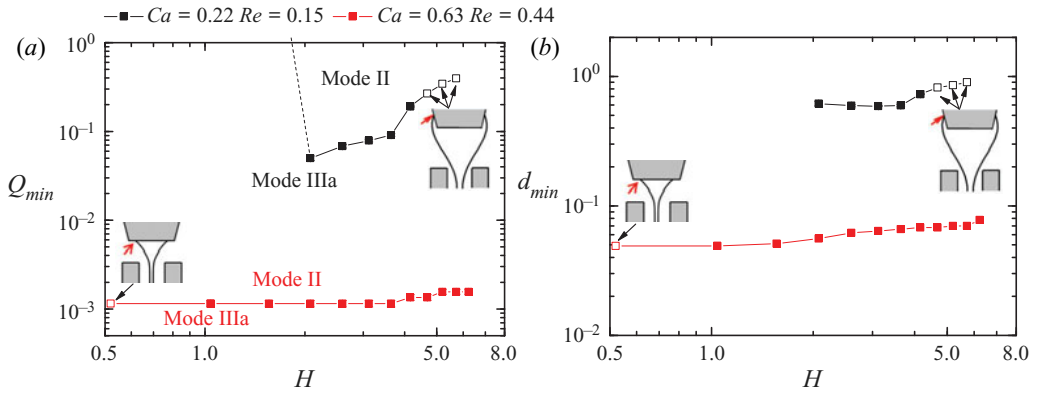 Ca = 0.22 Re = 0.15 Ca = 0.63 Re = 0.44
(a)
10^0
10^-1
10^-2
10^-3
Q_min
Mode II
Mode IIIa
Mode II
Mode IIIa
0.5 1.0 5.0 8.0
H
(b)
10^0
10^-1
10^-2
d_min
0.5 1.0 5.0 8.0
H